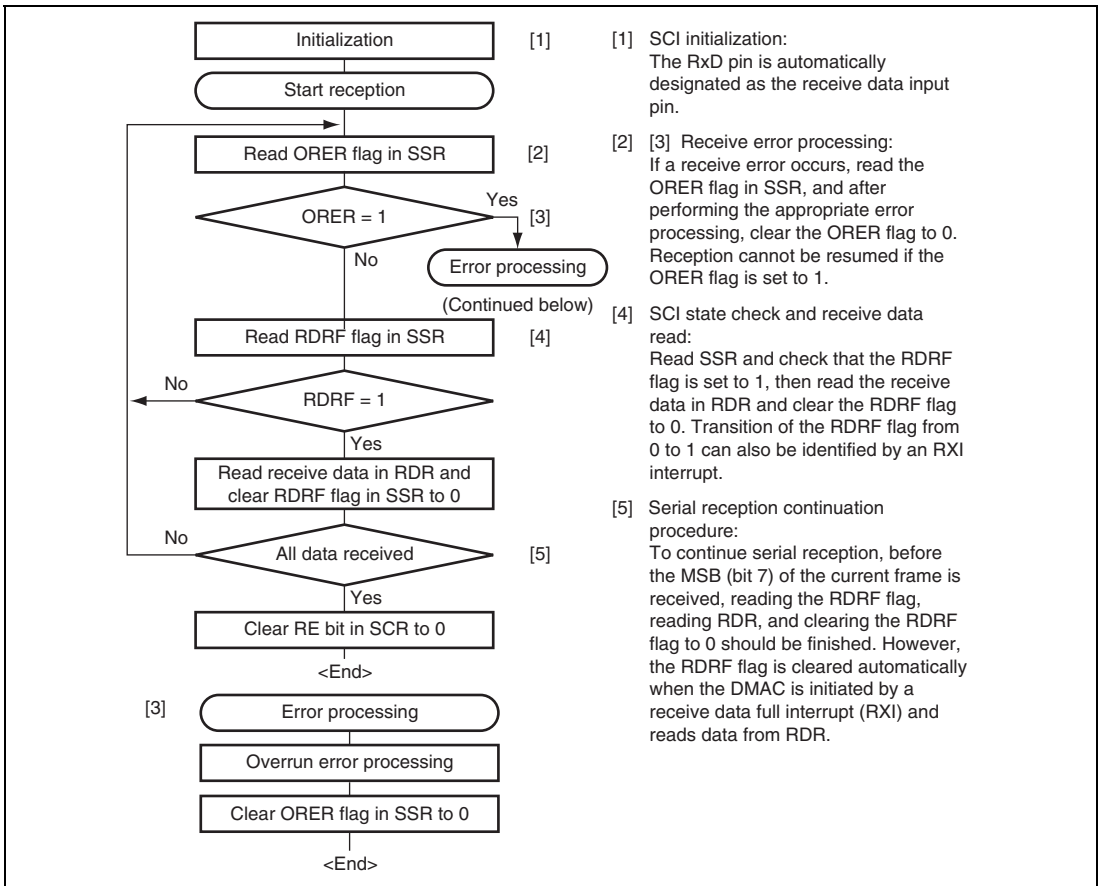 Initialization
[1]
Start reception
Read ORER flag in SSR
[2]
ORER = 1
Yes
[3]
No
Error processing
(Continued below)
Read RDRF flag in SSR
[4]
No
RDRF = 1
Yes
Read receive data in RDR and
clear RDRF flag in SSR to 0
No
All data received
[5]
Yes
Clear RE bit in SCR to 0
<End>
[3]
Error processing
Overrun error processing
Clear ORER flag in SSR to 0
<End>
[1] SCI initialization:
The RxD pin is automatically
designated as the receive data input
pin.
[2] [3] Receive error processing:
If a receive error occurs, read the
ORER flag in SSR, and after
performing the appropriate error
processing, clear the ORER flag to 0.
Reception cannot be resumed if the
ORER flag is set to 1.
[4] SCI state check and receive data
read:
Read SSR and check that the RDRF
flag is set to 1, then read the receive
data in RDR and clear the RDRF flag
to 0. Transition of the RDRF flag from
0 to 1 can also be identified by an RXI
interrupt.
[5] Serial reception continuation
procedure:
To continue serial reception, before
the MSB (bit 7) of the current frame is
received, reading the RDRF flag,
reading RDR, and clearing the RDRF
flag to 0 should be finished. However,
the RDRF flag is cleared automatically
when the DMAC is initiated by a
receive data full interrupt (RXI) and
reads data from RDR.